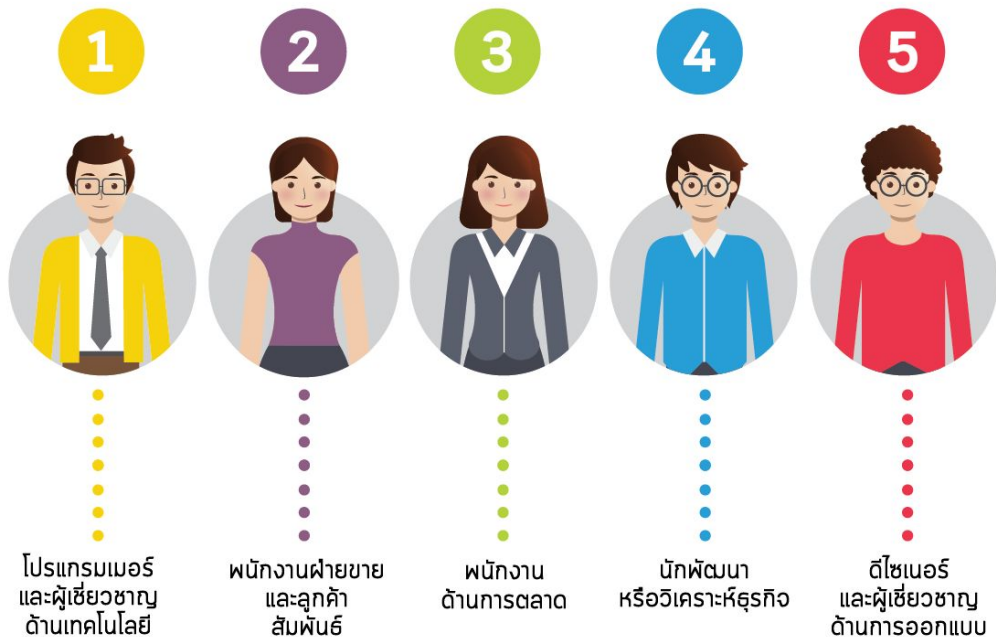 1
2
3
4
5
โปรแกรมเมอร์
และผู้เชี่ยวชาญ
ด้านเทคโนโลยี
พนักงานฝ่ายขาย
และลูกค้า
สัมพันธ์
พนักงาน
ด้านการตลาด
นักพัฒนา
หรือวิเคราะห์ธุรกิจ
ดีไซเนอร์
และผู้เชี่ยวชาญ
ด้านการออกแบบ